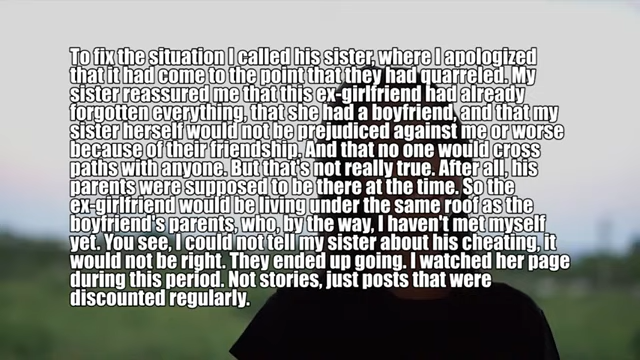 To fix the situation I called his sister, where I apologized
that it had come to the point that they had quarreled. My
sister reassured me that this ex-girlfriend had already
forgotten everything, that she had a boyfriend, and that my
sister herself would not be prejudiced against me or worse
because of their friendship. And that no one would cross
paths with anyone. But that's not really true. After all, his
parents were supposed to be there at the time. So the
ex-girlfriend would be living under the same roof as the
boyfriend's parents, who, by the way, I haven't met myself
yet. You see, I could not tell my sister about his cheating, it
would not be right. They ended up going. I watched her page
during this period. Not stories, just posts that were
discounted regularly.